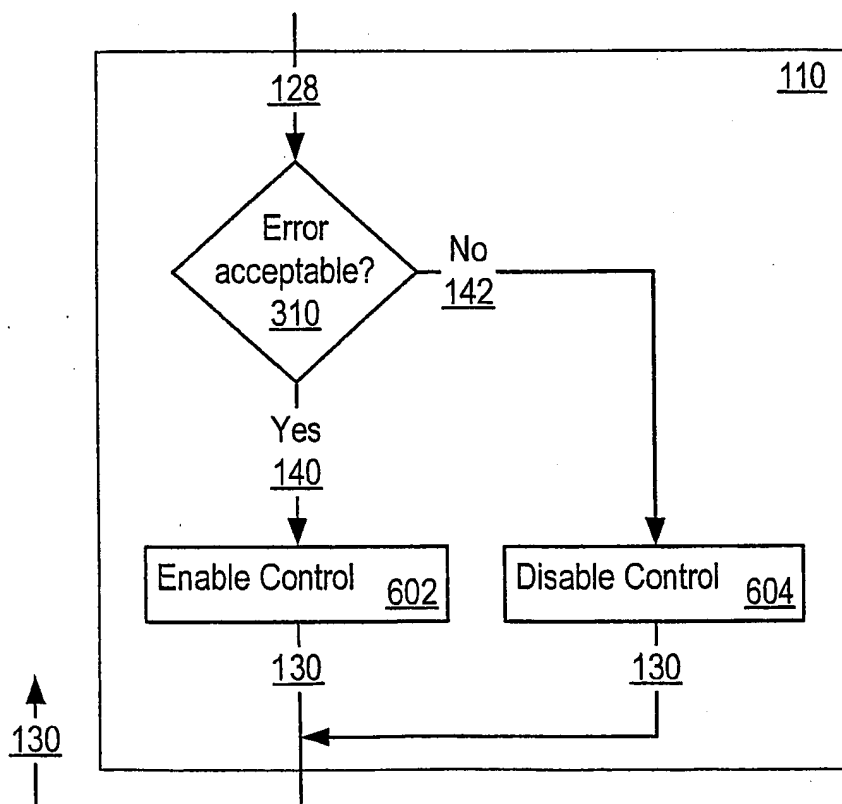 110
128
Error
acceptable?
310
No
142
Yes
140
Enable Control 602
Disable Control 604
130
130
130